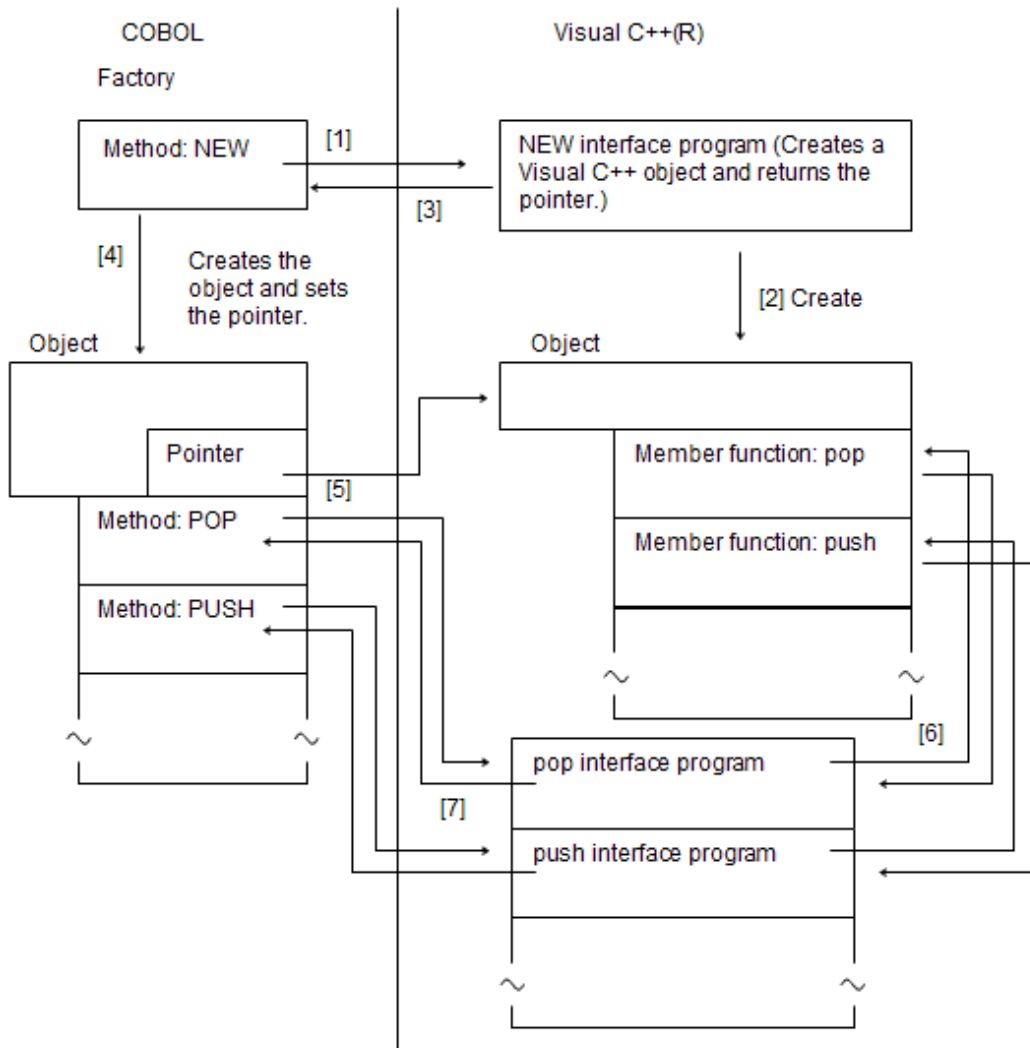 COBOL
Visual C++(R)
Factory
Method: NEW
[1]
NEW interface program (Creates a
Visual C++ object and returns the
pointer.)
[3]
[4]
Creates the
object and sets
the pointer.
[2] Create
Object
Object
Pointer
[5]
Member function: pop
Method: POP
Member function: push
Method: PUSH
[6]
pop interface program
[7]
push interface program